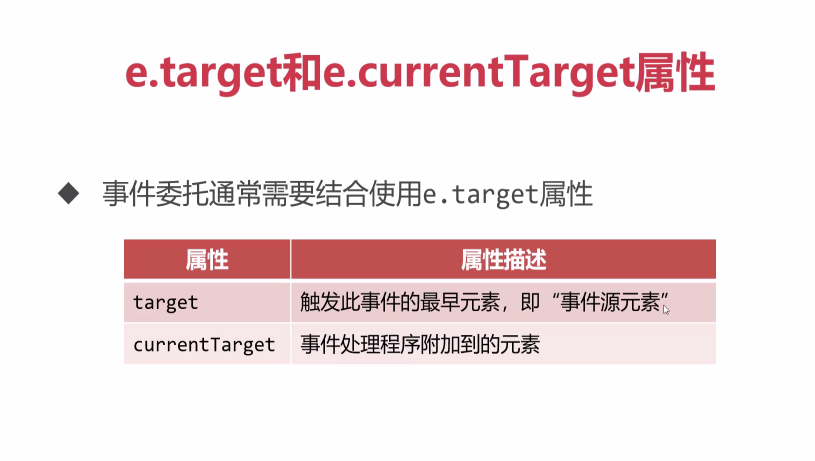 e.target和e.currentTarget属性
◆ 事件委托通常需要结合使用e.target属性
属性 属性描述
target 触发此事件的最早元素，即“事件源元素”
currentTarget 事件处理程序附加到的元素